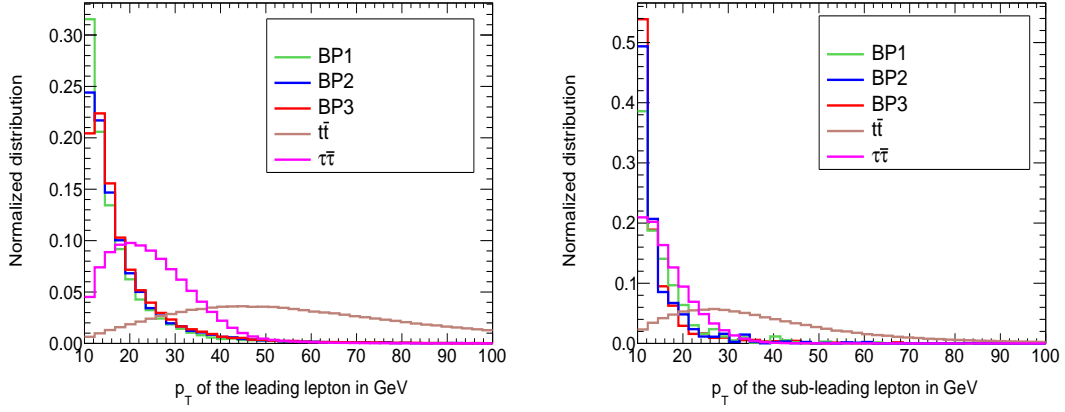 Normalized distribution
0.30
0.25
0.20
0.15
0.10
0.05
0.00
BP1
BP2
BP3
tt̄
ττ̄
10 20 30 40 50 60 70 80 90 100
p_T of the leading lepton in GeV
Normalized distribution
0.5
0.4
0.3
0.2
0.1
0.0
BP1
BP2
BP3
tt̄
ττ̄
10 20 30 40 50 60 70 80 90 100
p_T of the sub-leading lepton in GeV